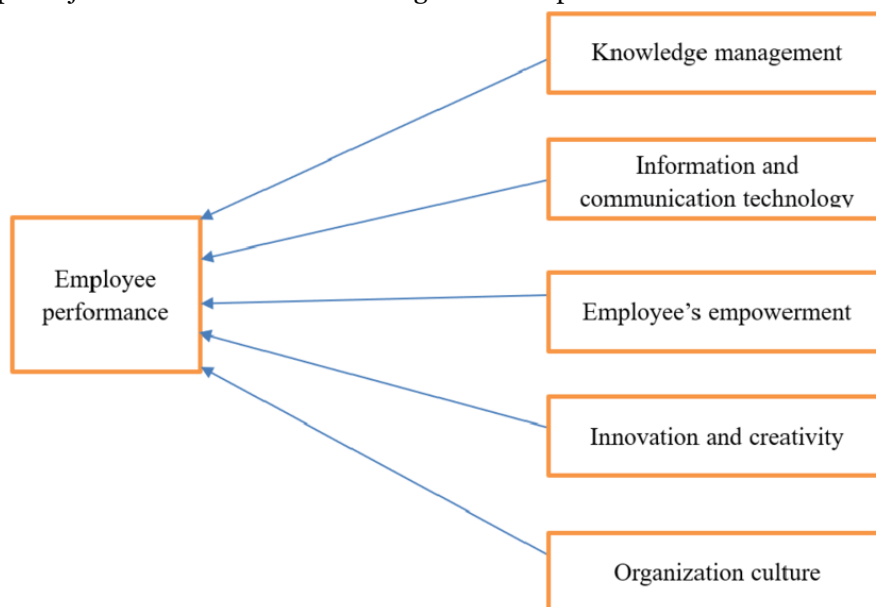 Knowledge management
Information and
communication technology
Employee
performance
Employee's empowerment
Innovation and creativity
Organization culture